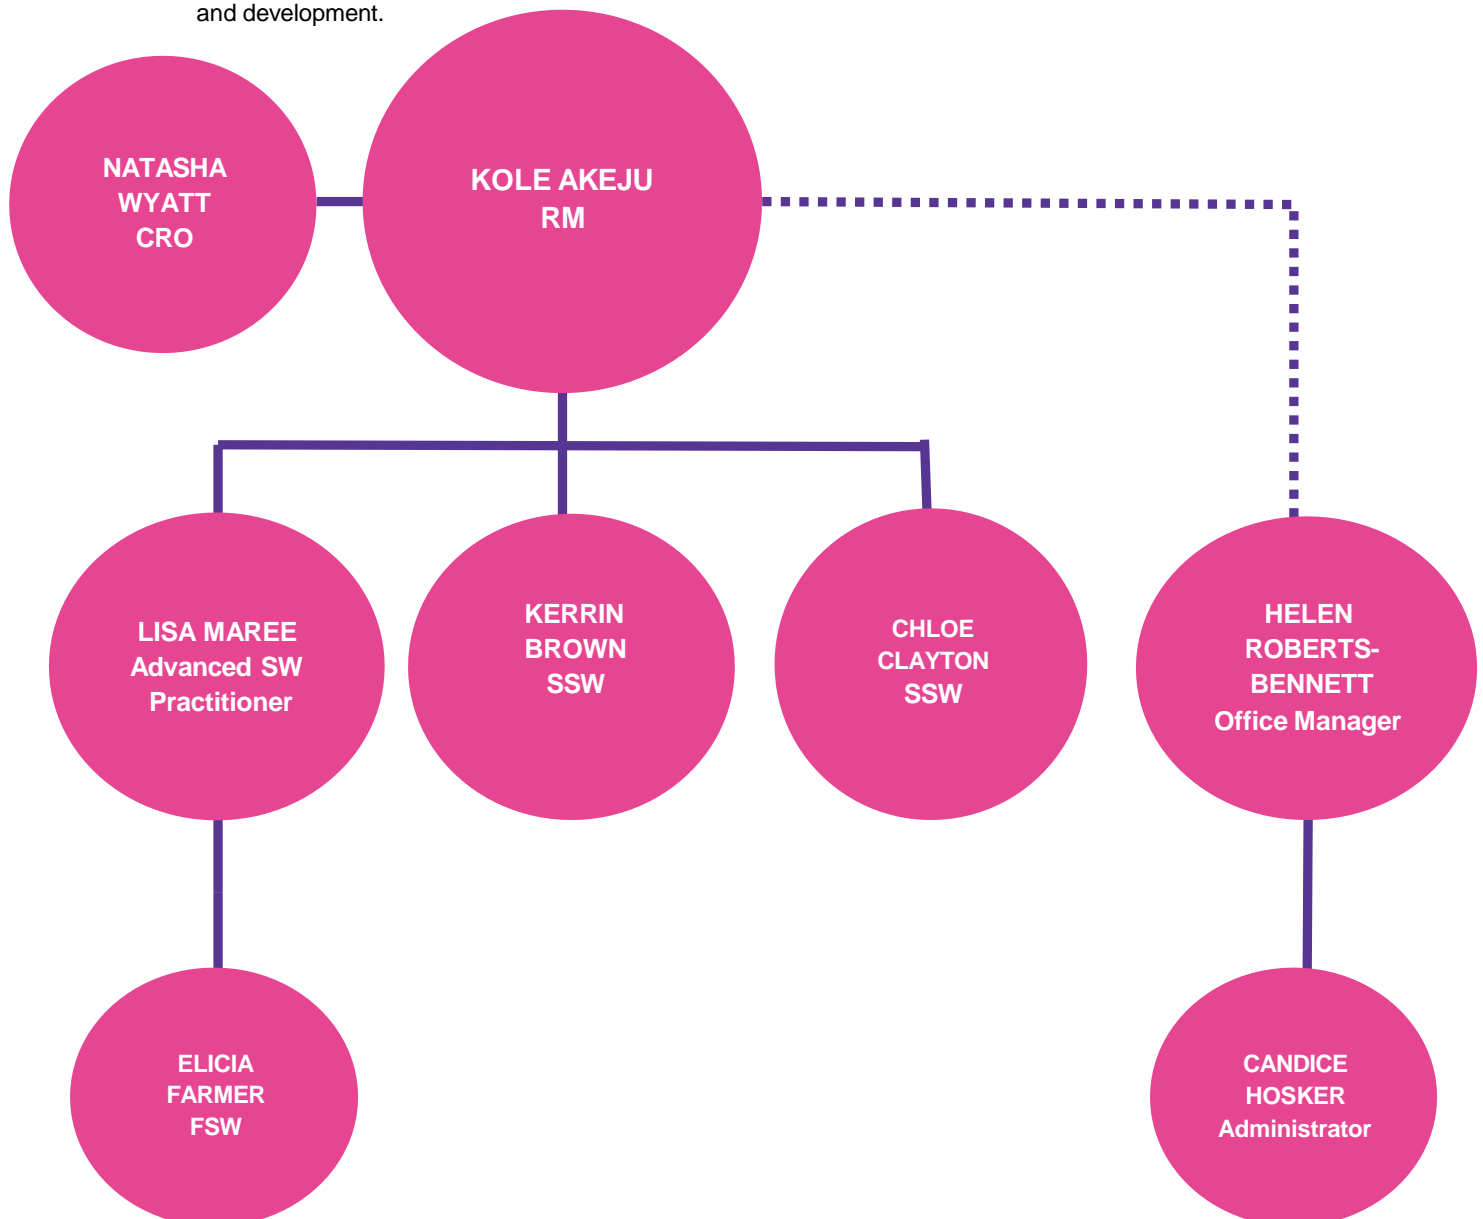 and development.
NATASHA
WYATT
CRO
KOLE AKEJU
RM
LISA MAREE
Advanced SW
Practitioner
KERRIN
BROWN
SSW
CHLOE
CLAYTON
SSW
HELEN
ROBERTS-
BENNETT
Office Manager
ELICIA
FARMER
FSW
CANDICE
HOSKER
Administrator